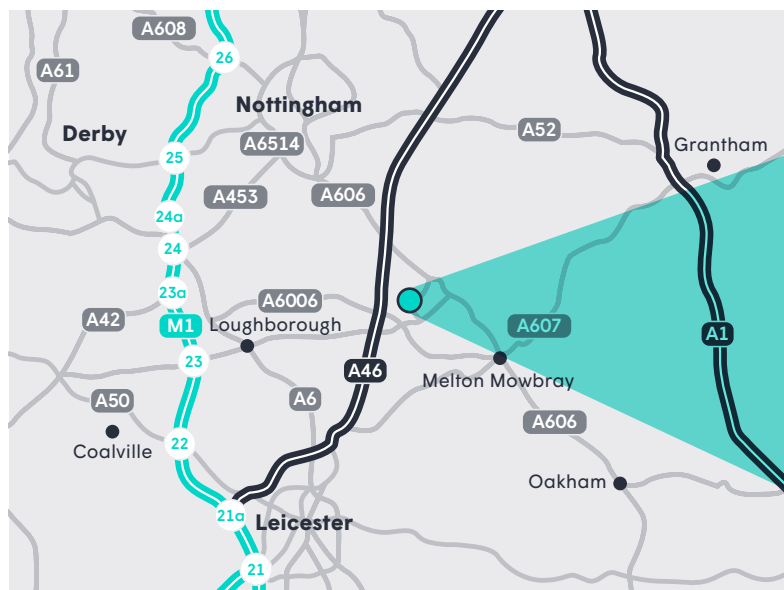 A608
26
A61
Nottingham
A52
Derby
A6514
Grantham
25
A453
A606
24a
24
23a
A6006
A42
M1
Loughborough
A607
A1
23
A46
Melton Mowbray
A50
A6
A606
Coalville
22
Oakham
21a
Leicester
21